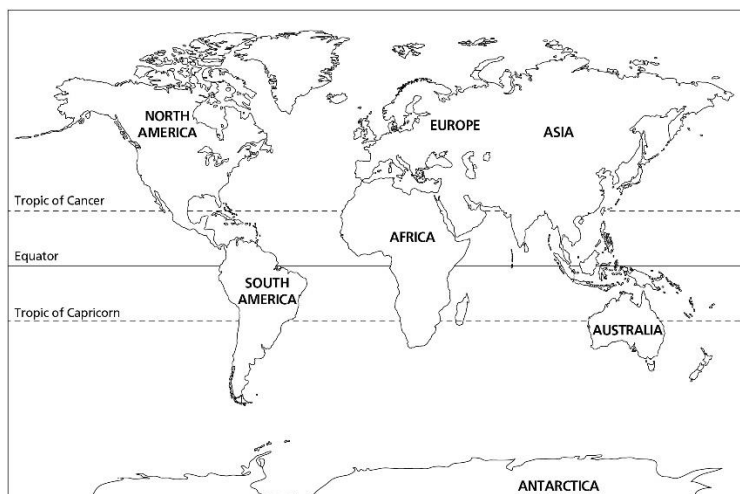 NORTH
AMERICA
EUROPE
ASIA
Tropic of Cancer
AFRICA
Equator
SOUTH
AMERICA
Tropic of Capricorn
AUSTRALIA
ANTARCTICA